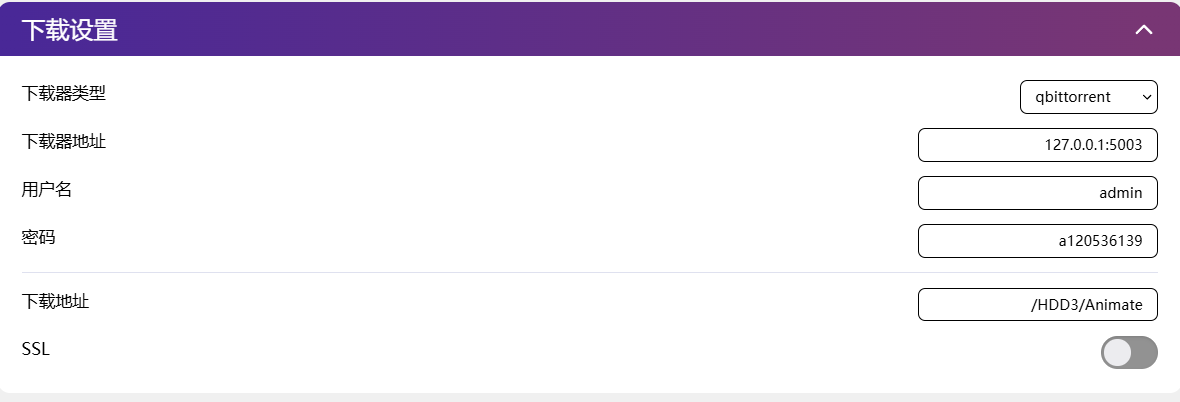 下载设置
下载器类型
qbittorrent
下载器地址
127.0.0.1:5003
用户名
admin
密码
a120536139
下载地址
/HDD3/Animate
SSL